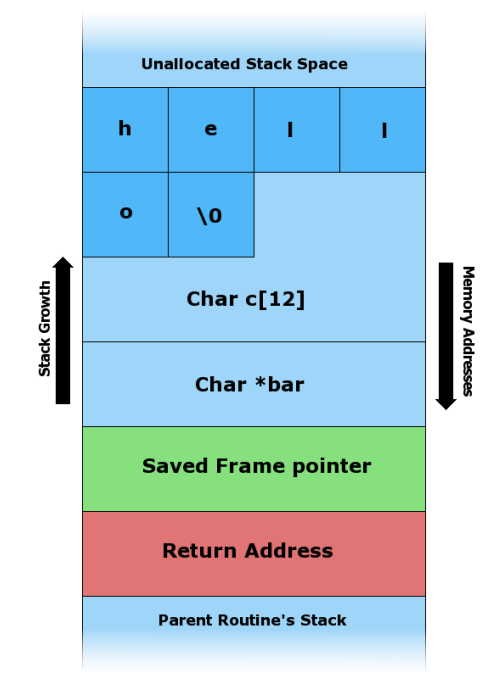 Unallocated Stack Space
h e l l
o \0
Char c[12]
Stack Growth
Memory Addresses
Char *bar
Saved Frame pointer
Return Address
Parent Routine's Stack